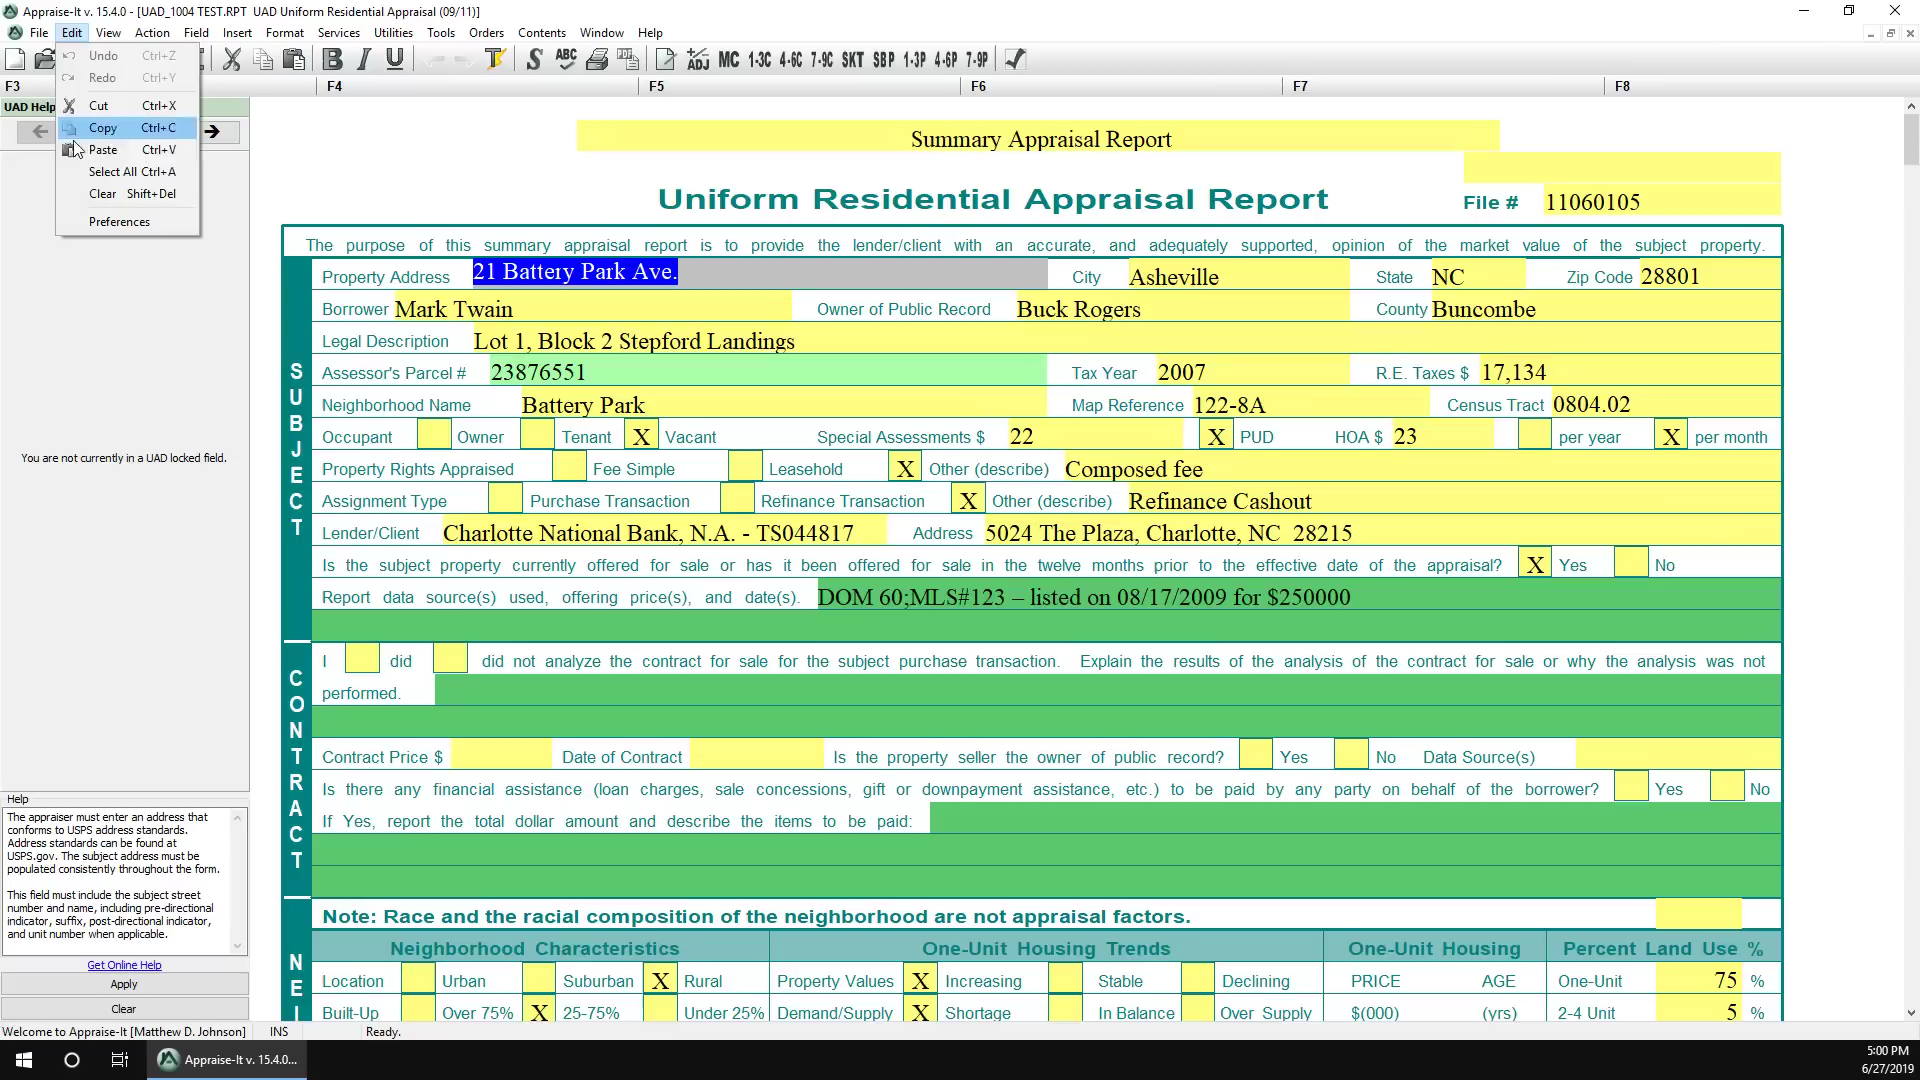 Appraise-It v. 15.4.0 - [UAD_1004 TEST.RPT  UAD Uniform Residential Appraisal (09/11)]
File Edit View Action Field Insert Format Services Utilities Tools Orders Contents Window Help
B I U S ABC ADJ MC 1-3C 4-6C 7-9C SKT SBP 1-3P 4-6P 7-9P
F3 F4 F5 F6 F7 F8
Undo Ctrl+Z
Redo Ctrl+Y
Cut Ctrl+X
Copy Ctrl+C
Paste Ctrl+V
Select All Ctrl+A
Clear Shift+Del
Preferences
UAD Help
You are not currently in a UAD locked field.
Help
The appraiser must enter an address that
conforms to USPS address standards.
Address standards can be found at
USPS.gov. The subject address must be
populated consistently throughout the form.
This field must include the subject street
number and name, including pre-directional
indicator, suffix, post-directional indicator,
and unit number when applicable.
Get Online Help
Apply
Clear
Summary Appraisal Report
Uniform Residential Appraisal Report File # 11060105
The purpose of this summary appraisal report is to provide the lender/client with an accurate, and adequately supported, opinion of the market value of the subject property.
SUBJECT
Property Address 21 Battery Park Ave. City Asheville State NC Zip Code 28801
Borrower Mark Twain Owner of Public Record Buck Rogers County Buncombe
Legal Description Lot 1, Block 2 Stepford Landings
Assessor's Parcel # 23876551 Tax Year 2007 R.E. Taxes $ 17,134
Neighborhood Name Battery Park Map Reference 122-8A Census Tract 0804.02
Occupant Owner Tenant X Vacant Special Assessments $ 22 X PUD HOA $ 23 per year X per month
Property Rights Appraised Fee Simple Leasehold X Other (describe) Composed fee
Assignment Type Purchase Transaction Refinance Transaction X Other (describe) Refinance Cashout
Lender/Client Charlotte National Bank, N.A. - TS044817 Address 5024 The Plaza, Charlotte, NC  28215
Is the subject property currently offered for sale or has it been offered for sale in the twelve months prior to the effective date of the appraisal? X Yes No
Report data source(s) used, offering price(s), and date(s). DOM 60;MLS#123 – listed on 08/17/2009 for $250000
CONTRACT
I did did not analyze the contract for sale for the subject purchase transaction. Explain the results of the analysis of the contract for sale or why the analysis was not
performed.
Contract Price $ Date of Contract Is the property seller the owner of public record? Yes No Data Source(s)
Is there any financial assistance (loan charges, sale concessions, gift or downpayment assistance, etc.) to be paid by any party on behalf of the borrower? Yes No
If Yes, report the total dollar amount and describe the items to be paid:
Note: Race and the racial composition of the neighborhood are not appraisal factors.
NEI
Neighborhood Characteristics One-Unit Housing Trends One-Unit Housing Percent Land Use %
Location Urban Suburban X Rural Property Values X Increasing Stable Declining PRICE AGE One-Unit 75 %
Built-Up Over 75% X 25-75% Under 25% Demand/Supply X Shortage In Balance Over Supply $(000) (yrs) 2-4 Unit 5 %
Welcome to Appraise-It [Matthew D. Johnson] INS Ready.
Appraise-It v. 15.4.0...
5:00 PM
6/27/2019